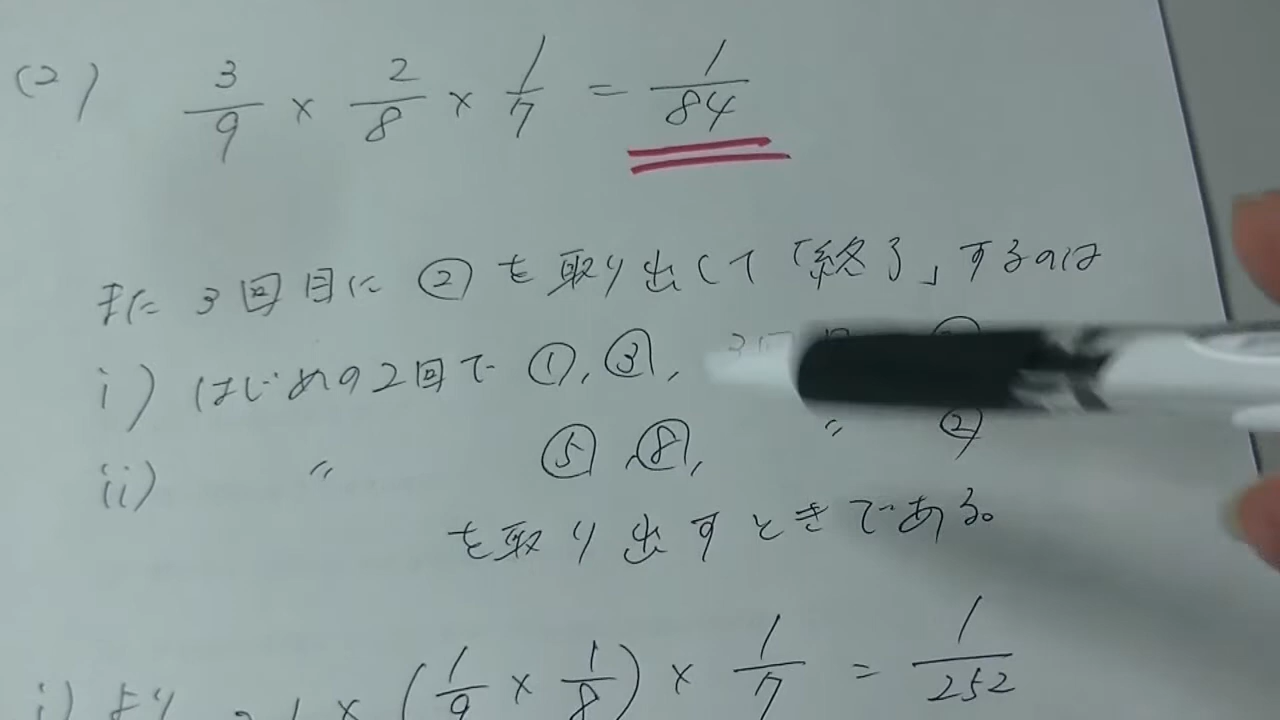 (2) 3/9 × 2/8 × 1/7 = 1/84
また3回目に②を取り出して「終了」するのは
i) はじめの2回で①,③,
ii) 〃 ⑤,⑧, 〃 ②
を取り出すときである。
i) より × (1/9 × 1/8) × 1/7 = 1/252